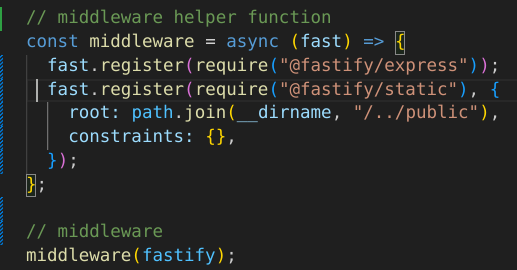 // middleware helper function
const middleware = async (fast) => {
  fast.register(require("@fastify/express"));
  fast.register(require("@fastify/static"), {
    root: path.join(__dirname, "/../public"),
    constraints: {},
  });
};
// middleware
middleware(fastify);